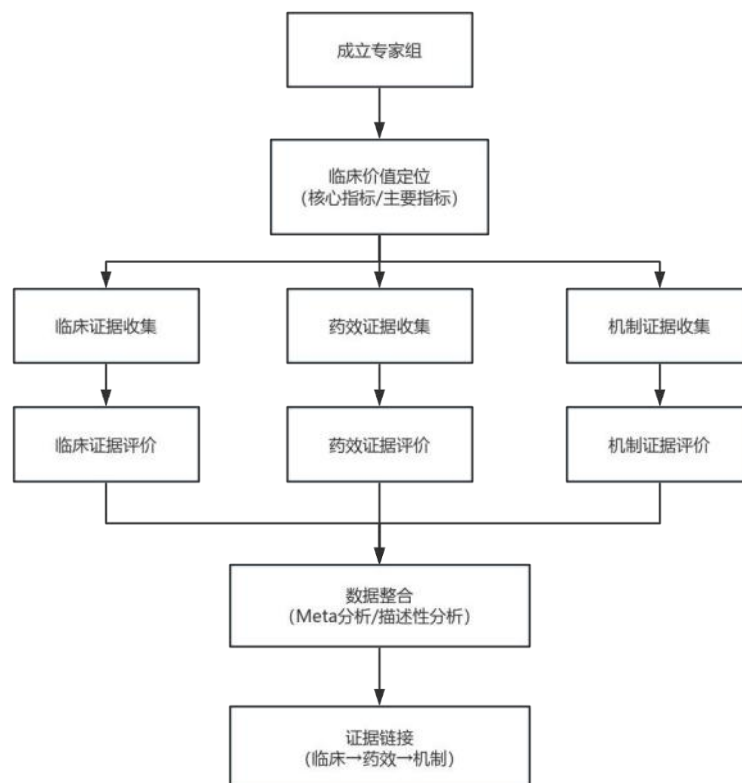 成立专家组
临床价值定位
（核心指标/主要指标）
临床证据收集
药效证据收集
机制证据收集
临床证据评价
药效证据评价
机制证据评价
数据整合
（Meta分析/描述性分析）
证据链接
（临床→药效→机制）